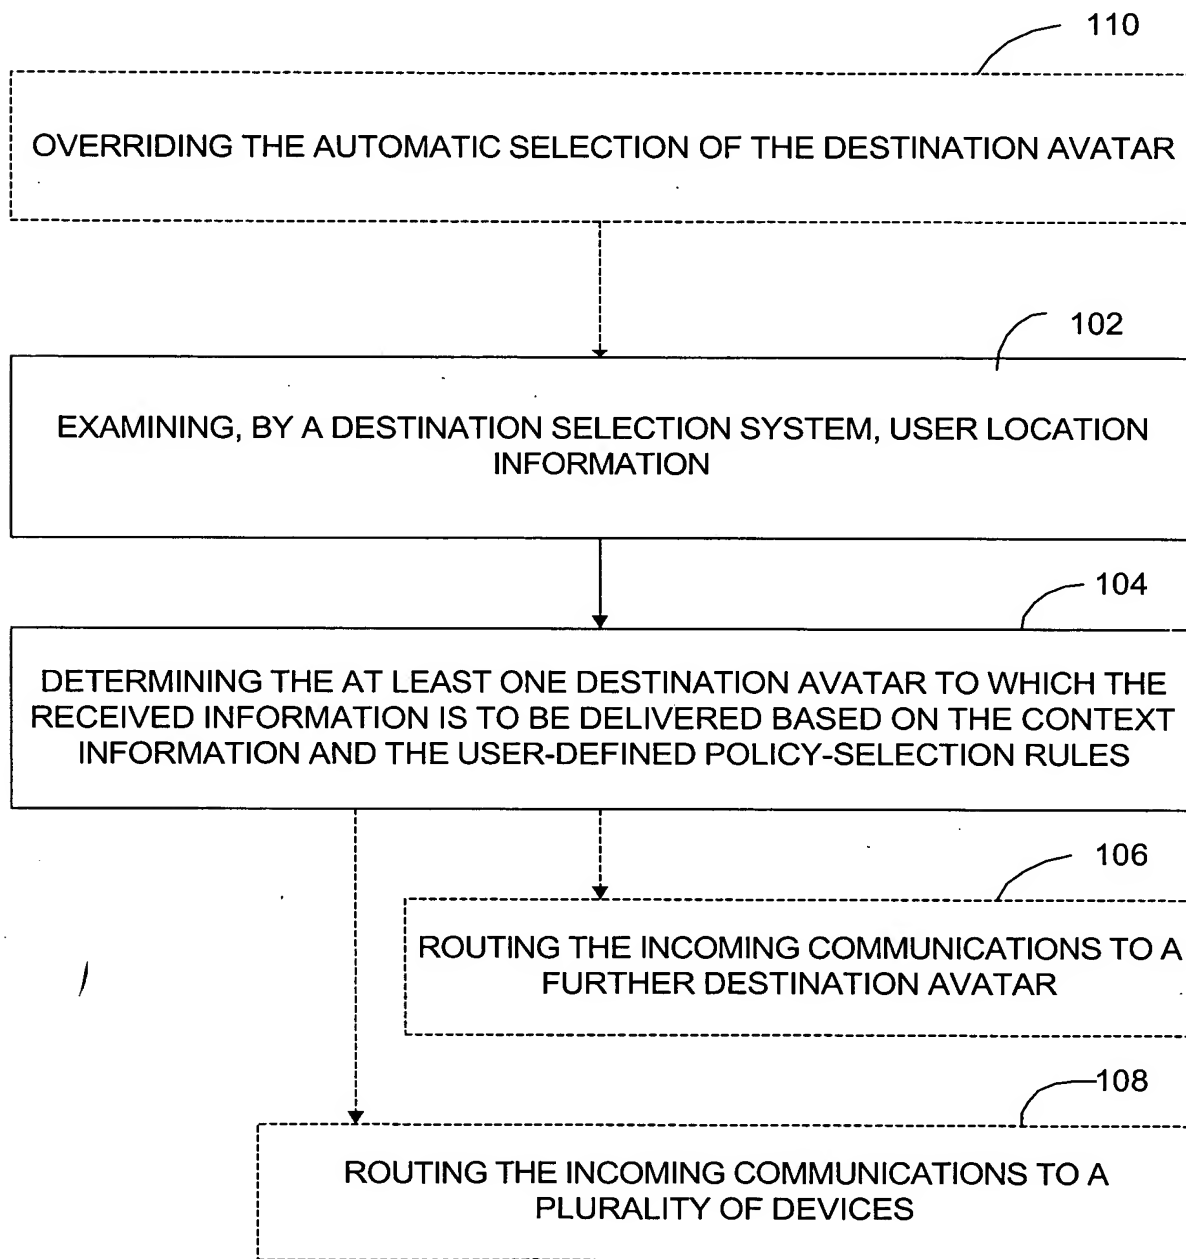 110
OVERRIDING THE AUTOMATIC SELECTION OF THE DESTINATION AVATAR
102
EXAMINING, BY A DESTINATION SELECTION SYSTEM, USER LOCATION
INFORMATION
104
DETERMINING THE AT LEAST ONE DESTINATION AVATAR TO WHICH THE
RECEIVED INFORMATION IS TO BE DELIVERED BASED ON THE CONTEXT
INFORMATION AND THE USER-DEFINED POLICY-SELECTION RULES
106
ROUTING THE INCOMING COMMUNICATIONS TO A
FURTHER DESTINATION AVATAR
108
ROUTING THE INCOMING COMMUNICATIONS TO A
PLURALITY OF DEVICES